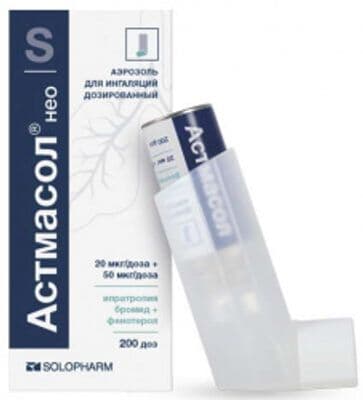 S
Астмасол® нео
АЭРОЗОЛЬ
ДЛЯ ИНГАЛЯЦИЙ
ДОЗИРОВАННЫЙ
20 мкг/доза +
50 мкг/доза
ипратропия
бромид +
фенотерол
200 доз
SOLOPHARM
Астмасол